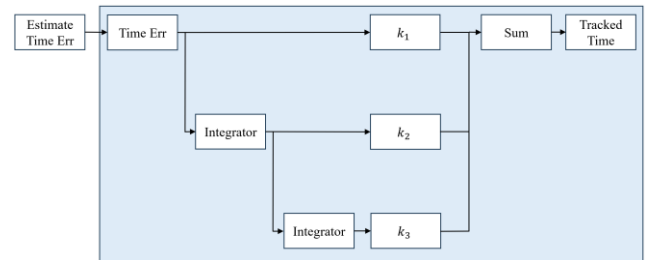 Estimate
Time Err
Time Err
k₁
Sum
Tracked
Time
Integrator
k₂
Integrator
k₃